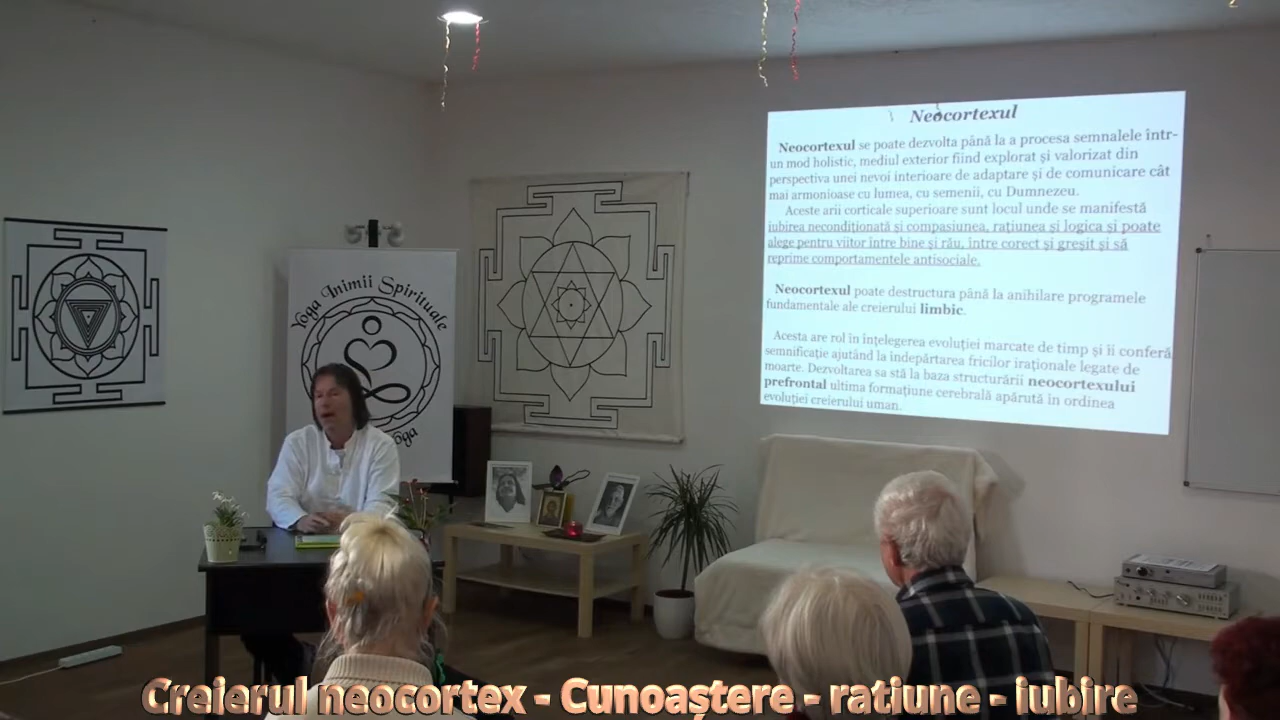 Neocortexul
Neocortexul se poate dezvolta până la a procesa semnalele într-
un mod holistic, mediul exterior fiind explorat și valorizat din
perspectiva unei nevoi interioare de adaptare și de comunicare cât
mai armonioase cu lumea, cu semenii, cu Dumnezeu.
Aceste arii corticale superioare sunt locul unde se manifestă
iubirea necondiționată si compasiunea, rațiunea si logica și poate
alege pentru viitor între bine și rău, între corect și greșit și să
reprime comportamentele antisociale.
Neocortexul poate destructura până la anihilare programele
fundamentale ale creierului limbic.
Acesta are rol în înțelegerea evoluției marcate de timp și îi conferă
semnificație ajutând la îndepărtarea fricilor iraționale legate de
moarte. Dezvoltarea sa stă la baza structurării neocortexului
prefrontal ultima formațiune cerebrală apărută în ordinea
evoluției creierului uman.
Yoga Inimii Spirituale
oga
Creierul neocortex - Cunoaștere - rațiune - iubire